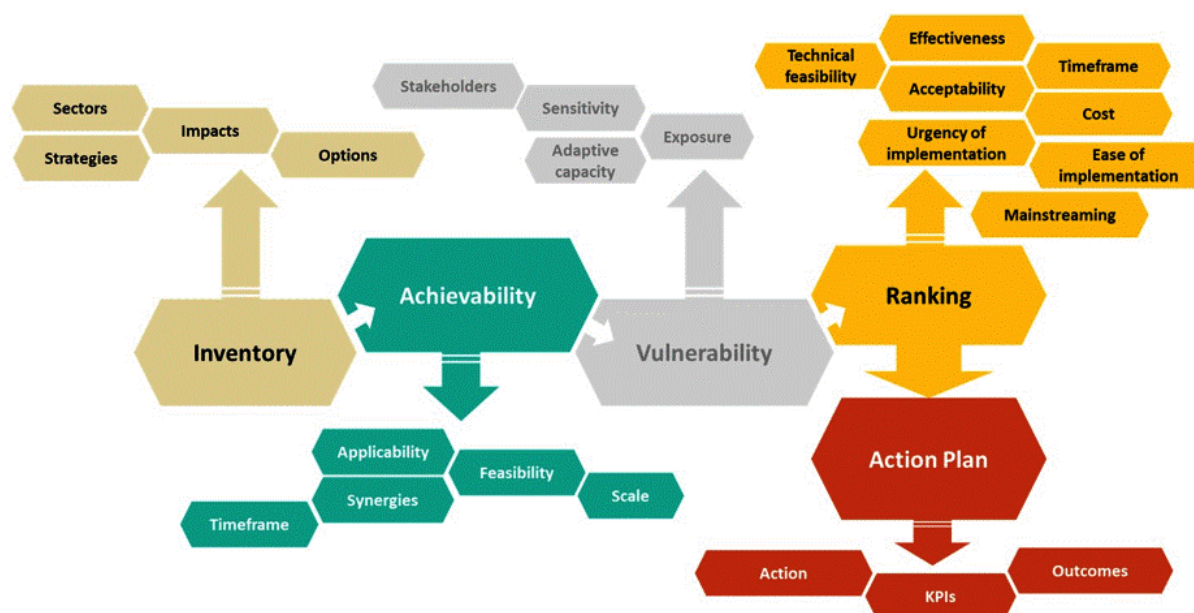 Sectors
Strategies
Impacts
Options
Stakeholders
Sensitivity
Adaptive
capacity
Exposure
Technical
feasibility
Effectiveness
Acceptability
Timeframe
Cost
Urgency of
implementation
Ease of
implementation
Mainstreaming
Inventory
Achievability
Vulnerability
Ranking
Applicability
Synergies
Timeframe
Feasibility
Scale
Action Plan
Action
KPIs
Outcomes